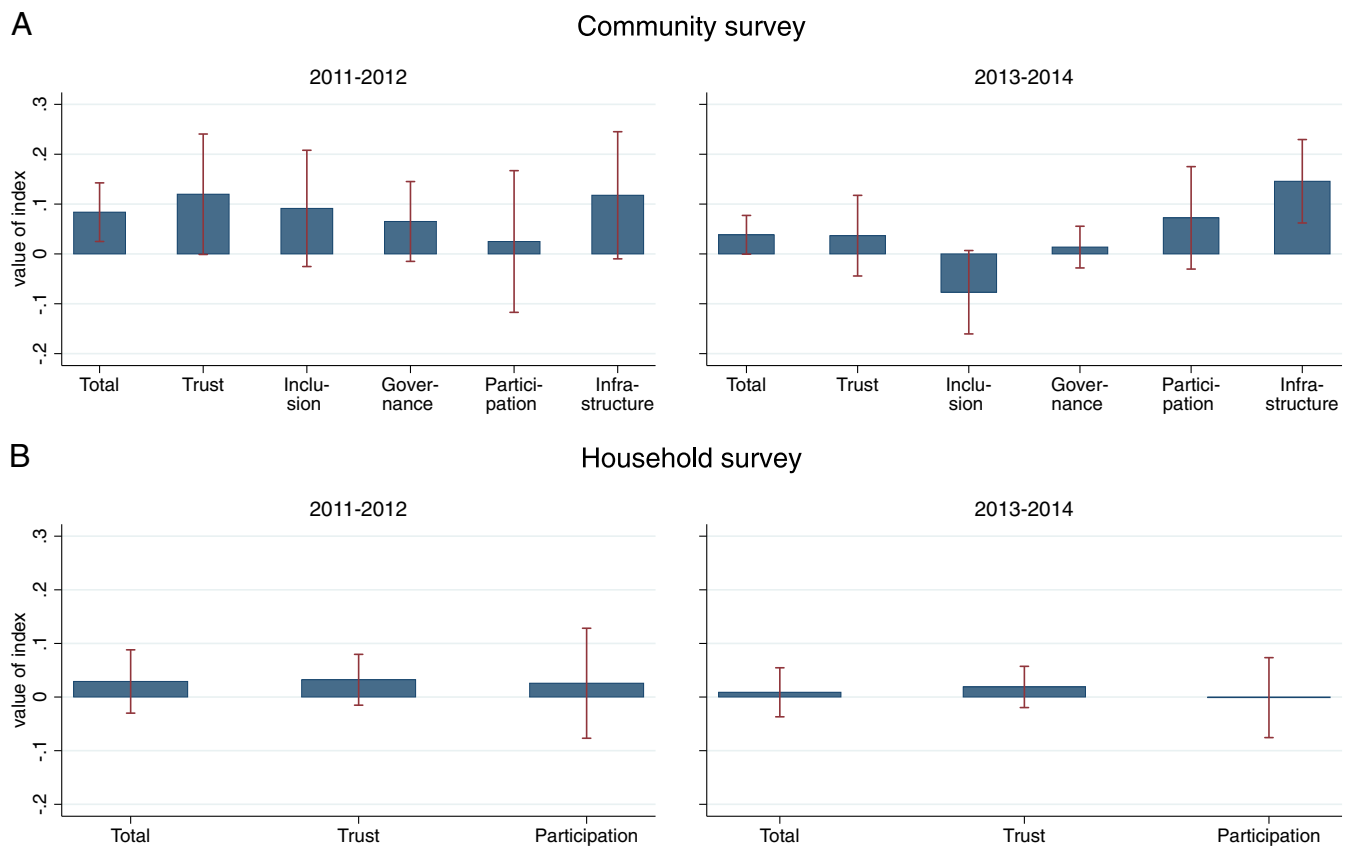 A
Community survey
2011-2012
2013-2014
value of index
.3
.2
.1
0
-.1
-.2
Total Trust Inclu- Gover- Partici- Infra-
sion nance pation structure
Total Trust Inclu- Gover- Partici- Infra-
sion nance pation structure
B
Household survey
2011-2012
2013-2014
value of index
.3
.2
.1
0
-.1
-.2
Total Trust Participation
Total Trust Participation